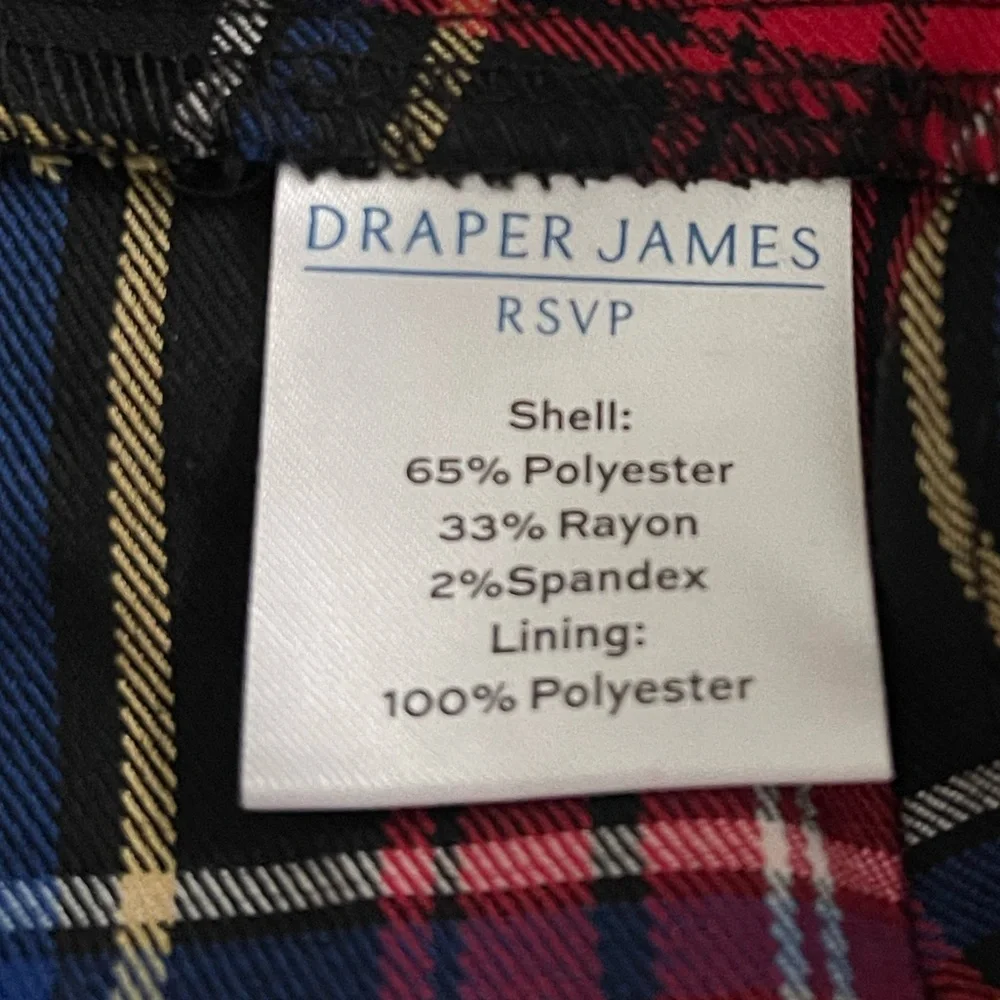 DRAPER JAMES
RSVP
Shell:
65% Polyester
33% Rayon
2%Spandex
Lining:
100% Polyester